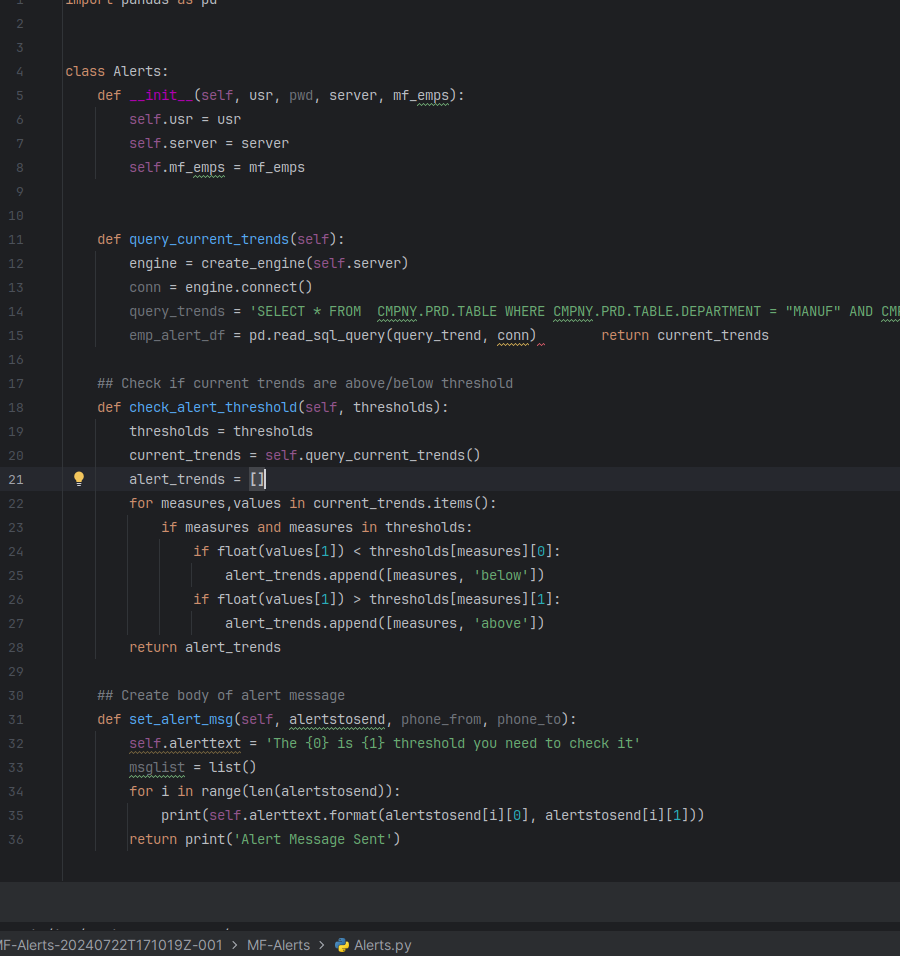 1 import pandas as pd
2
3
4 class Alerts:
5     def __init__(self, usr, pwd, server, mf_emps):
6         self.usr = usr
7         self.server = server
8         self.mf_emps = mf_emps
9
10
11     def query_current_trends(self):
12         engine = create_engine(self.server)
13         conn = engine.connect()
14         query_trends = 'SELECT * FROM  CMPNY.PRD.TABLE WHERE CMPNY.PRD.TABLE.DEPARTMENT = "MANUF" AND
15         emp_alert_df = pd.read_sql_query(query_trend, conn)        return current_trends
16
17     ## Check if current trends are above/below threshold
18     def check_alert_threshold(self, thresholds):
19         thresholds = thresholds
20         current_trends = self.query_current_trends()
21         alert_trends = []
22         for measures,values in current_trends.items():
23             if measures and measures in thresholds:
24                 if float(values[1]) < thresholds[measures][0]:
25                     alert_trends.append([measures, 'below'])
26                 if float(values[1]) > thresholds[measures][1]:
27                     alert_trends.append([measures, 'above'])
28         return alert_trends
29
30     ## Create body of alert message
31     def set_alert_msg(self, alertstosend, phone_from, phone_to):
32         self.alerttext = 'The {0} is {1} threshold you need to check it'
33         msglist = list()
34         for i in range(len(alertstosend)):
35             print(self.alerttext.format(alertstosend[i][0], alertstosend[i][1]))
36         return print('Alert Message Sent')
MF-Alerts-20240722T171019Z-001 > MF-Alerts > Alerts.py